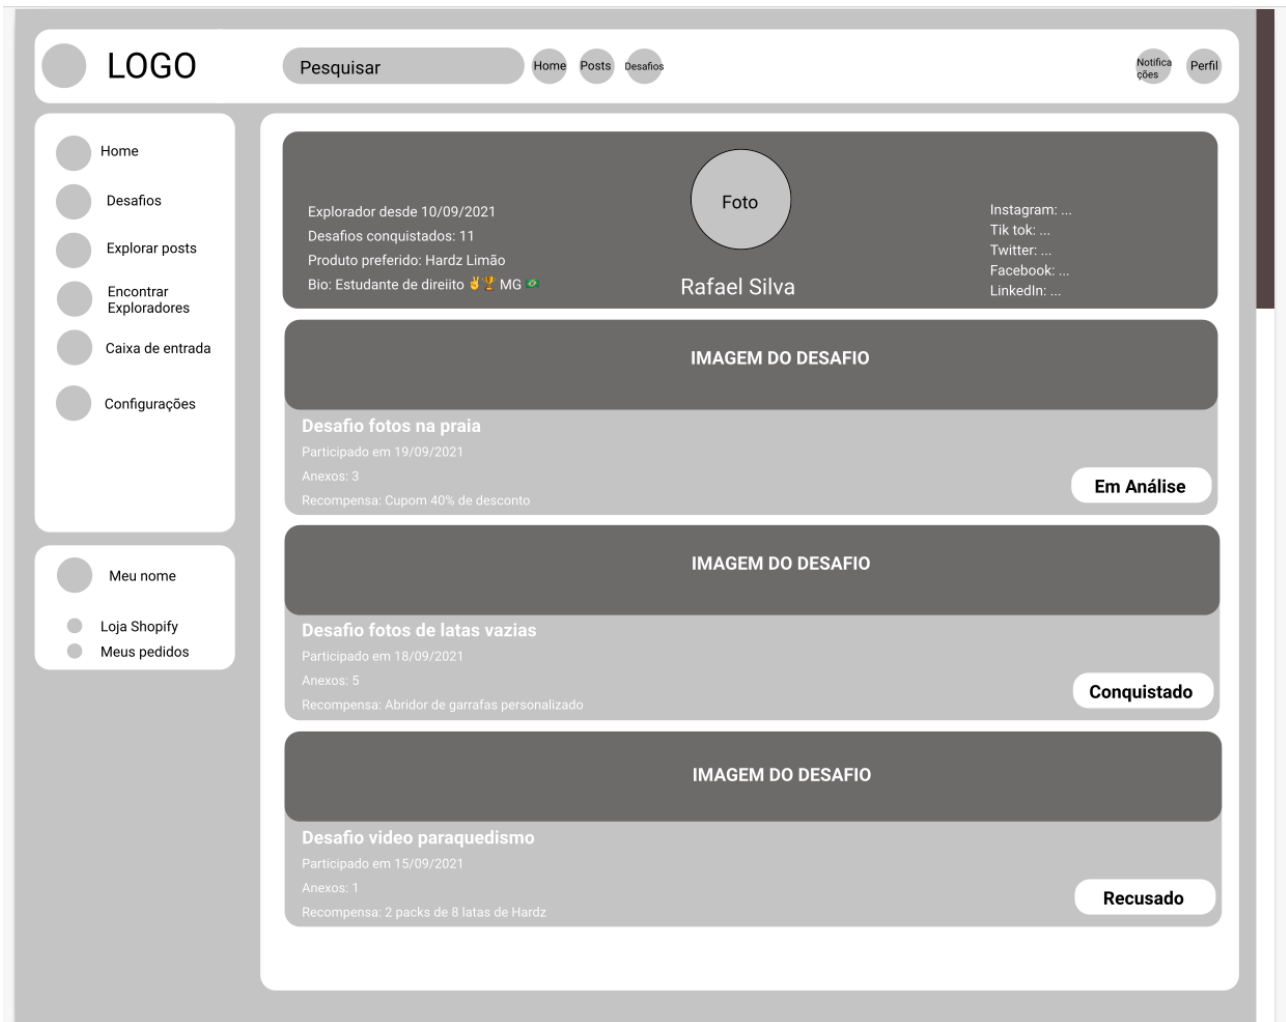 LOGO
Pesquisar
Home
Posts
Desafios
Notifica
ções
Perfil
Home
Desafios
Explorar posts
Encontrar
Exploradores
Caixa de entrada
Configurações
Meu nome
Loja Shopify
Meus pedidos
Explorador desde 10/09/2021
Desafios conquistados: 11
Produto preferido: Hardz Limão
Bio: Estudante de direiito ✌🏆 MG 🇧🇷
Foto
Rafael Silva
Instagram: ...
Tik tok: ...
Twitter: ...
Facebook: ...
LinkedIn: ...
IMAGEM DO DESAFIO
Desafio fotos na praia
Participado em 19/09/2021
Anexos: 3
Recompensa: Cupom 40% de desconto
Em Análise
IMAGEM DO DESAFIO
Desafio fotos de latas vazias
Participado em 18/09/2021
Anexos: 5
Recompensa: Abridor de garrafas personalizado
Conquistado
IMAGEM DO DESAFIO
Desafio video paraquedismo
Participado em 15/09/2021
Anexos: 1
Recompensa: 2 packs de 8 latas de Hardz
Recusado